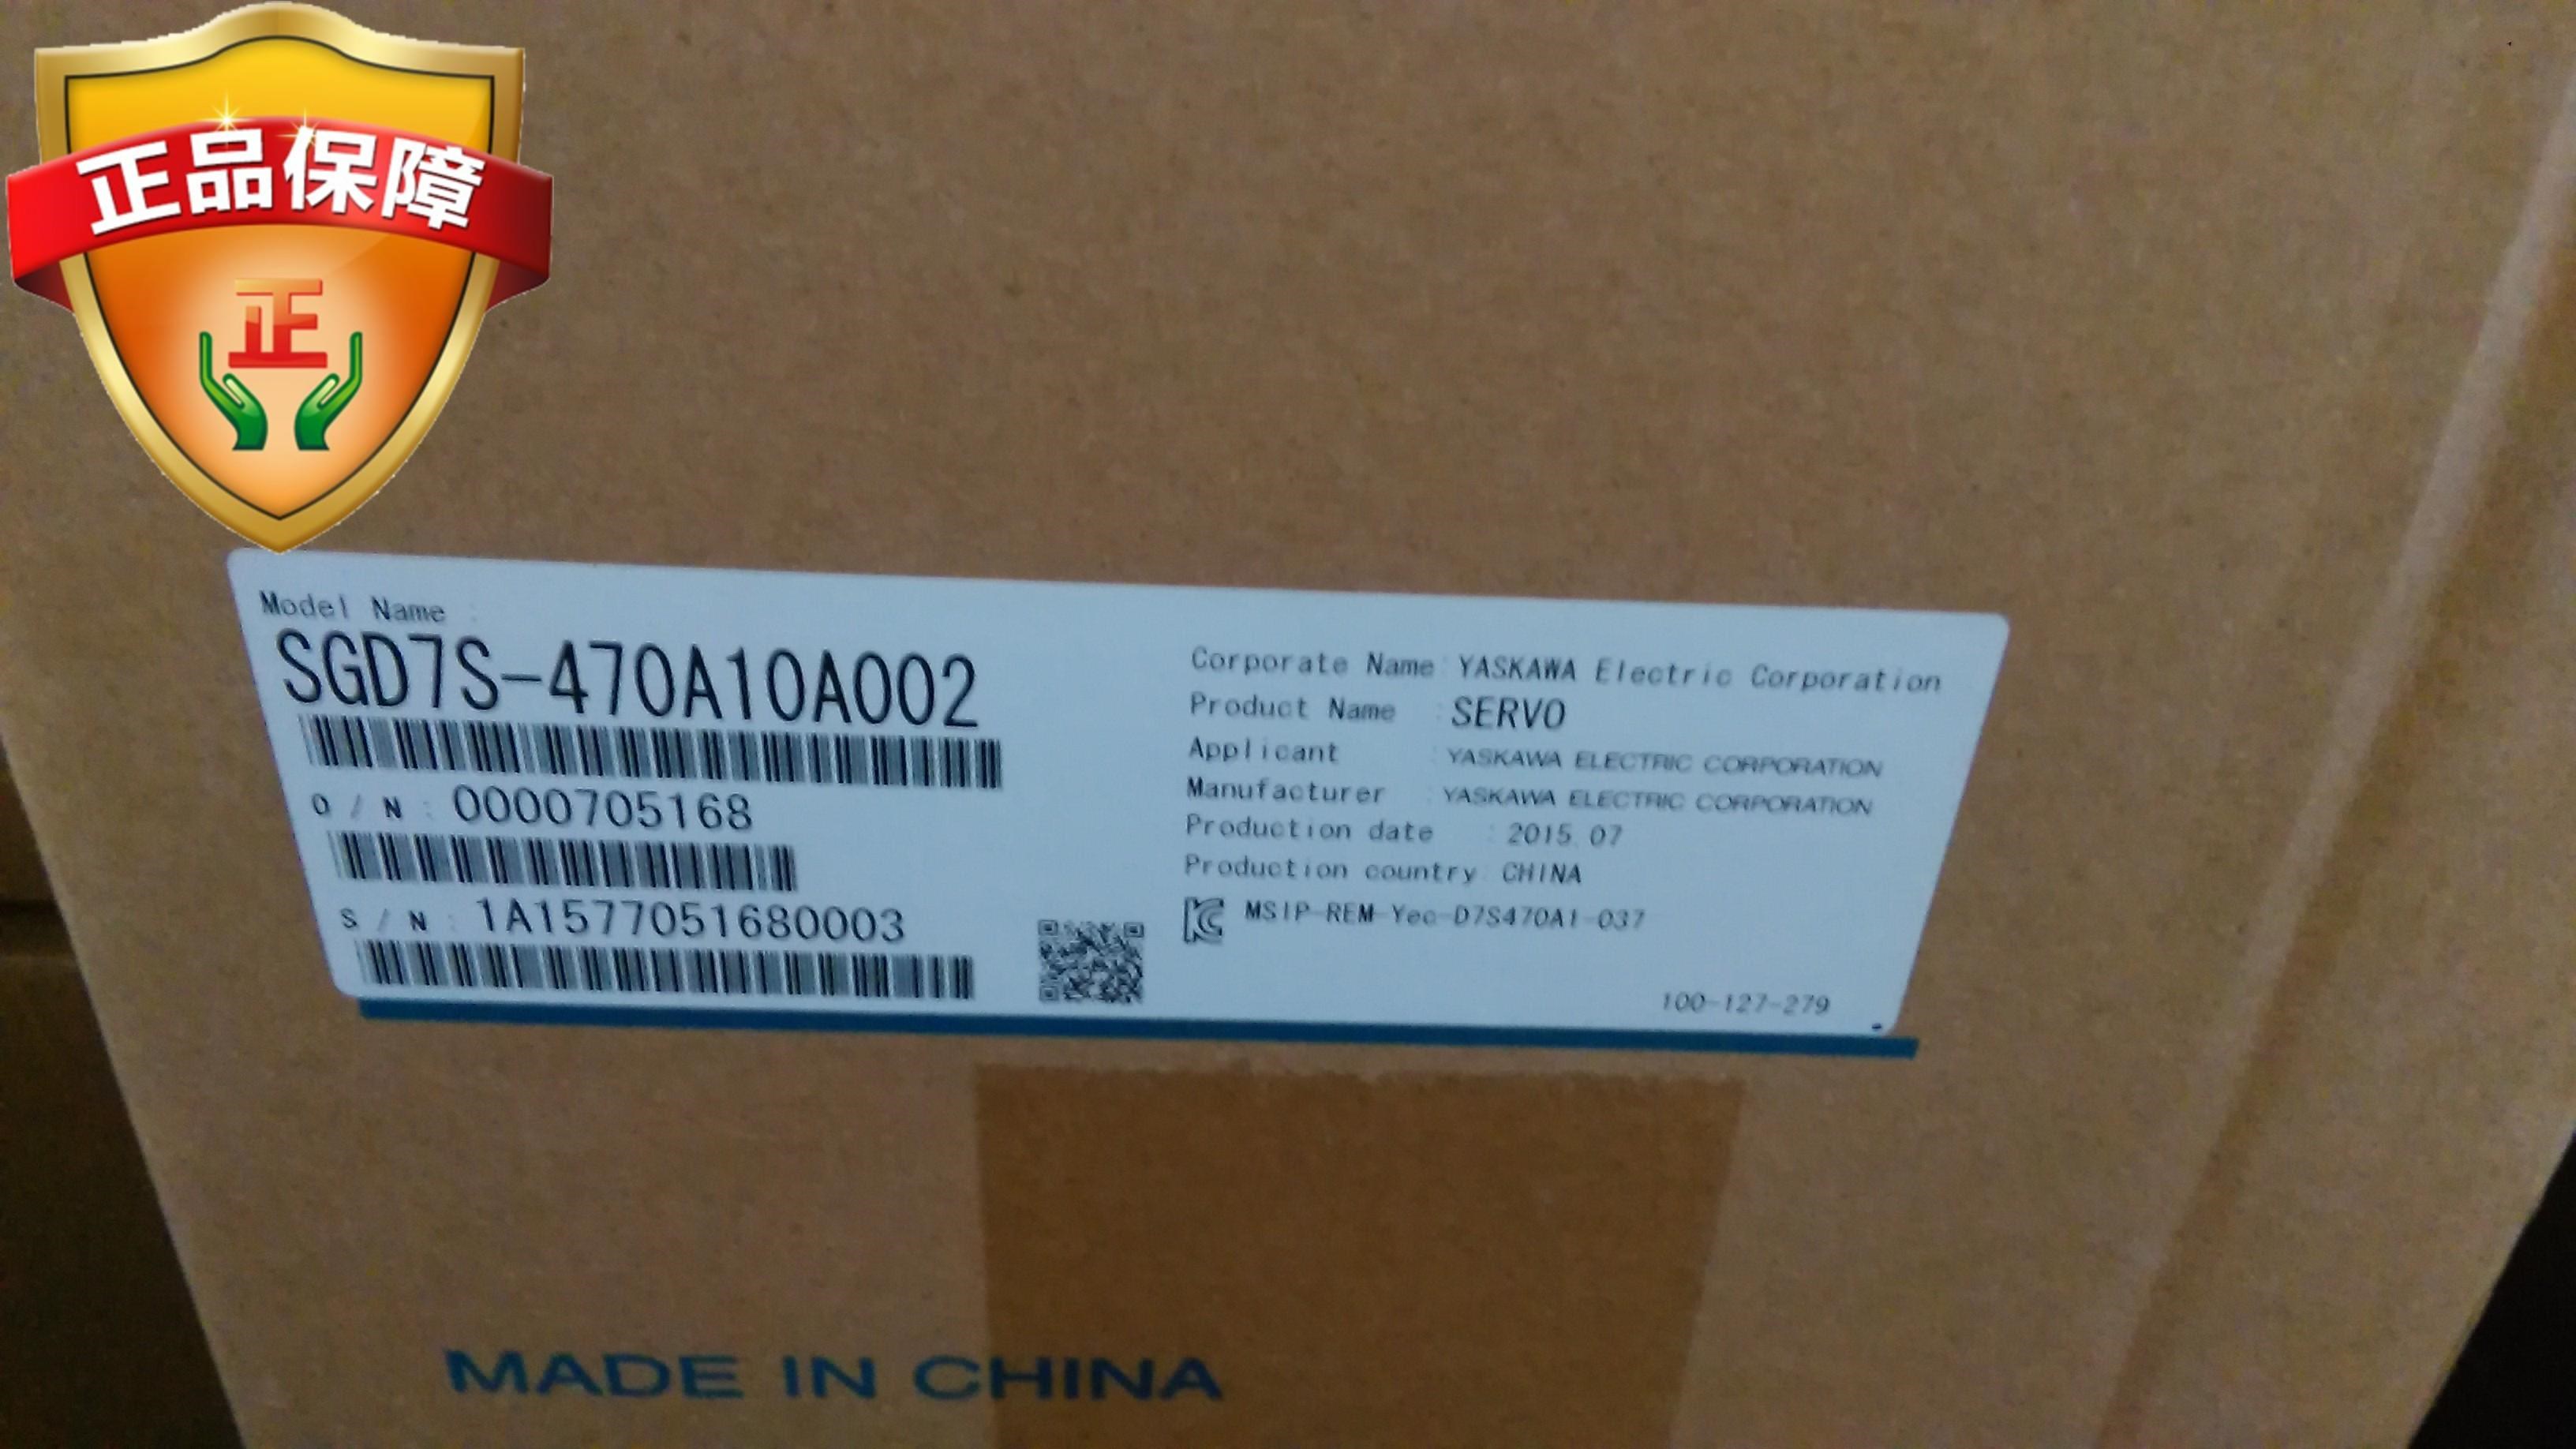 正品保障
正
Model Name :
SGD7S-470A10A002
O / N : 0000705168
S / N : 1A1577051680003
Corporate Name : YASKAWA Electric Corporation
Product Name : SERVO
Applicant : YASKAWA ELECTRIC CORPORATION
Manufacturer : YASKAWA ELECTRIC CORPORATION
Production date : 2015.07
Production country : CHINA
MSIP-REM-Yec-D7S470A1-037
100-127-279
MADE IN CHINA